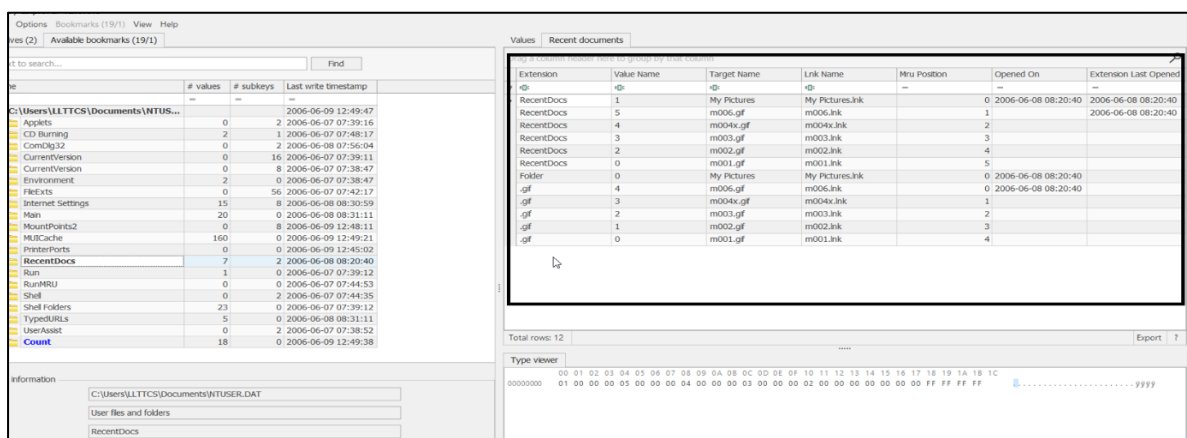 Options Bookmarks (19/1) View Help
ves (2) Available bookmarks (19/1)
xt to search... Find
ne # values # subkeys Last write timestamp
= = =
C:\Users\LLTTCS\Documents\NTUS... 2006-06-09 12:49:47
Applets 0 2 2006-06-07 07:39:16
CD Burning 2 1 2006-06-07 07:48:17
ComDlg32 0 2 2006-06-08 07:56:04
CurrentVersion 0 16 2006-06-07 07:39:11
CurrentVersion 0 8 2006-06-07 07:38:47
Environment 2 0 2006-06-07 07:38:47
FileExts 0 56 2006-06-07 07:42:17
Internet Settings 15 8 2006-06-08 08:30:59
Main 20 0 2006-06-08 08:31:11
MountPoints2 0 8 2006-06-09 12:48:11
MUICache 160 0 2006-06-09 12:49:21
PrinterPorts 0 0 2006-06-09 12:45:02
RecentDocs 7 2 2006-06-08 08:20:40
Run 1 0 2006-06-07 07:39:12
RunMRU 0 0 2006-06-07 07:44:53
Shell 0 2 2006-06-07 07:44:35
Shell Folders 23 0 2006-06-07 07:39:12
TypedURLs 5 0 2006-06-08 08:31:11
UserAssist 0 2 2006-06-07 07:38:52
Count 18 0 2006-06-09 12:49:38
information
C:\Users\LLTTCS\Documents\NTUSER.DAT
User files and folders
RecentDocs
Values Recent documents
Drag a column header here to group by that column
Extension Value Name Target Name Lnk Name Mru Position Opened On Extension Last Opened
= = =
RecentDocs 1 My Pictures My Pictures.lnk 0 2006-06-08 08:20:40 2006-06-08 08:20:40
RecentDocs 5 m006.gif m006.lnk 1 2006-06-08 08:20:40
RecentDocs 4 m004x.gif m004x.lnk 2
RecentDocs 3 m003.gif m003.lnk 3
RecentDocs 2 m002.gif m002.lnk 4
RecentDocs 0 m001.gif m001.lnk 5
Folder 0 My Pictures My Pictures.lnk 0 2006-06-08 08:20:40
.gif 4 m006.gif m006.lnk 0 2006-06-08 08:20:40
.gif 3 m004x.gif m004x.lnk 1
.gif 2 m003.gif m003.lnk 2
.gif 1 m002.gif m002.lnk 3
.gif 0 m001.gif m001.lnk 4
Total rows: 12 Export ?
Type viewer
00 01 02 03 04 05 06 07 08 09 0A 0B 0C 0D 0E 0F 10 11 12 13 14 15 16 17 18 19 1A 1B 1C
00000000 01 00 00 00 05 00 00 00 04 00 00 00 03 00 00 00 02 00 00 00 00 00 00 00 FF FF FF FF ........................ÿÿÿÿ